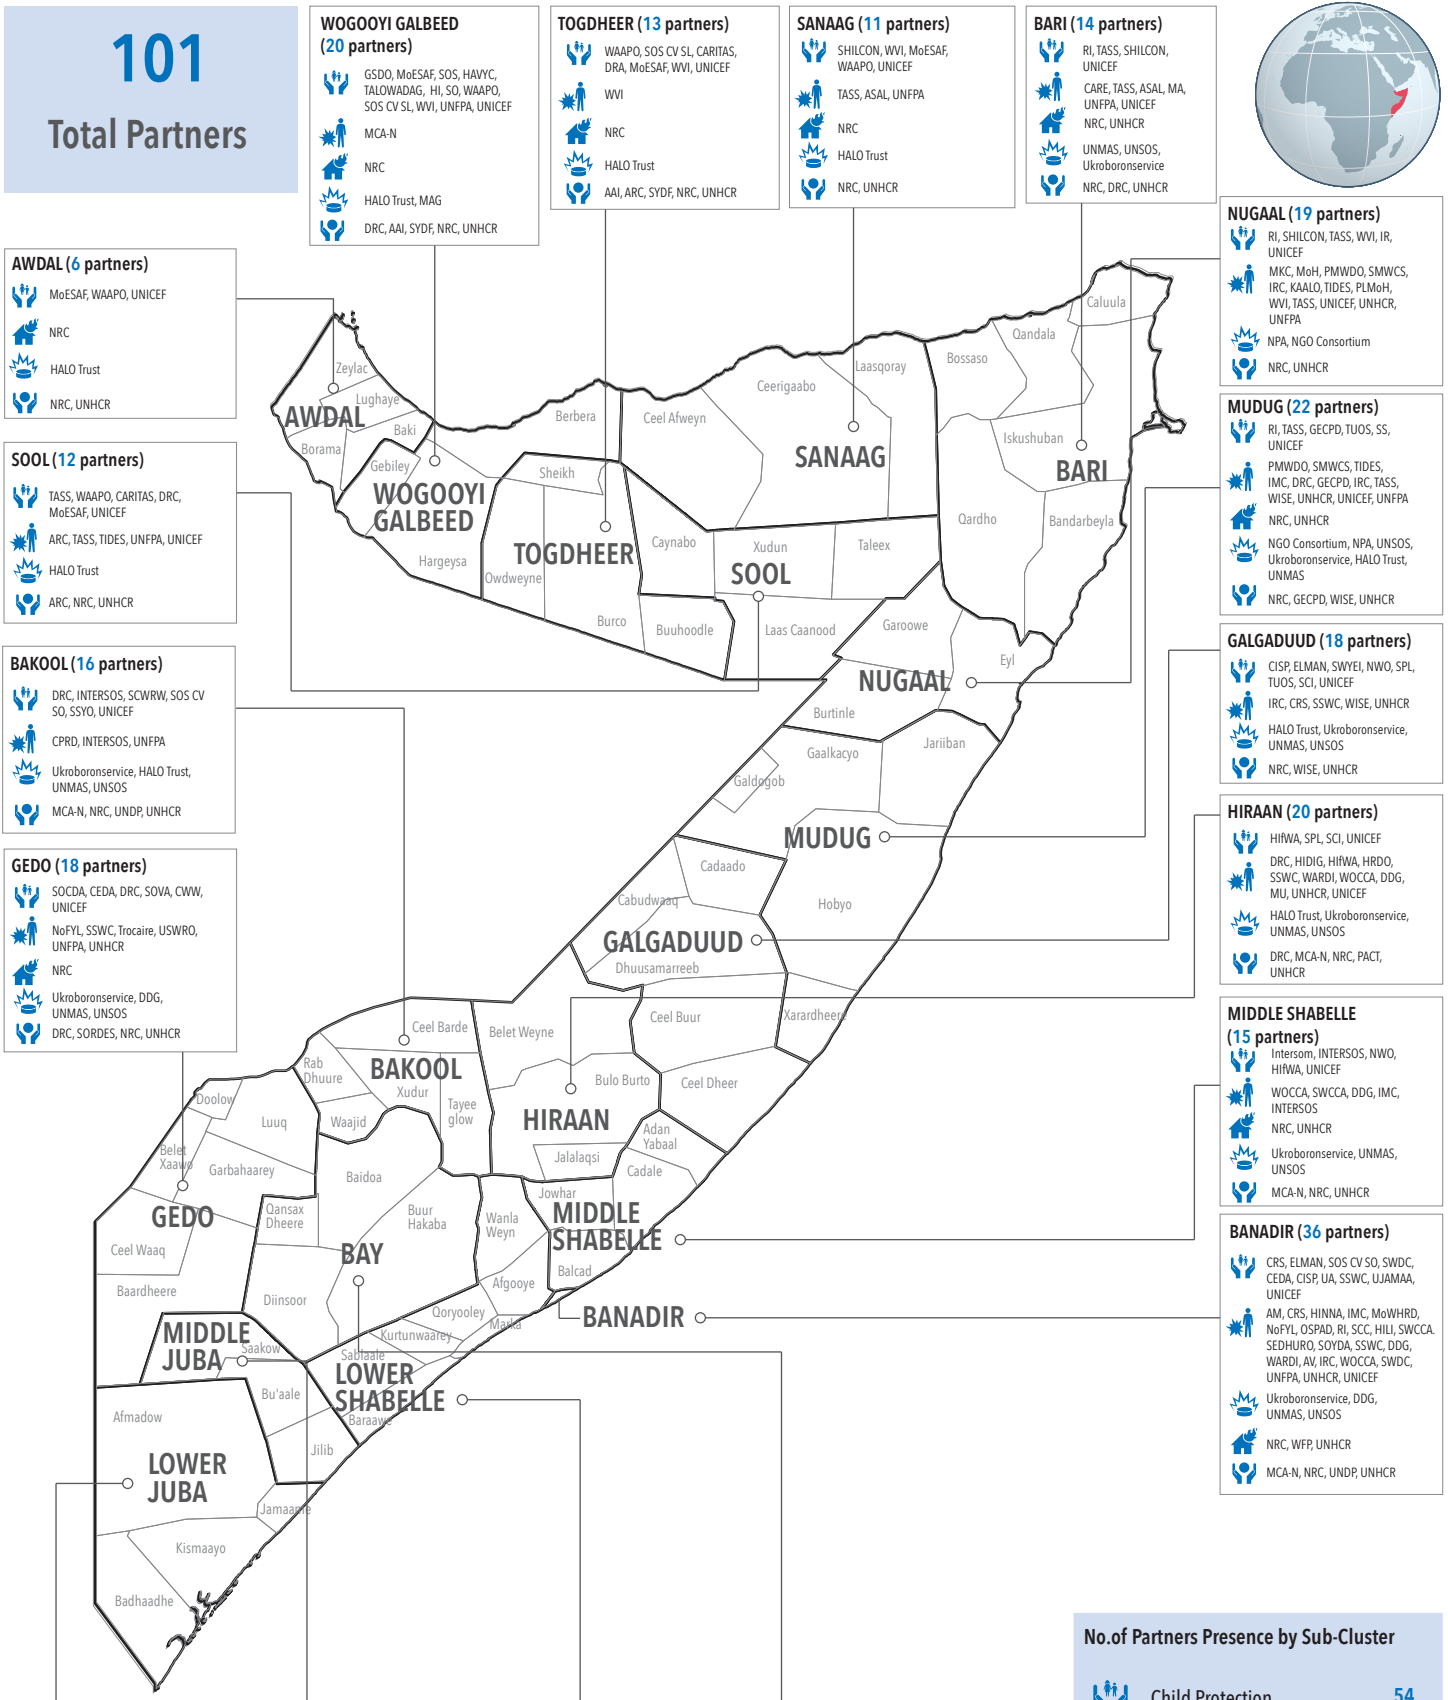 101
Total Partners
WOGOOYI GALBEED
(20 partners)
GSDO, MoESAF, SOS, HAVYC,
TALOWADAG, HI, SO, WAAPO,
SOS CV SL, WVI, UNFPA, UNICEF
MCA-N
NRC
HALO Trust, MAG
DRC, AAI, SYDF, NRC, UNHCR
TOGDHEER (13 partners)
WAAPO, SOS CV SL, CARITAS,
DRA, MoESAF, WVI, UNICEF
WVI
NRC
HALO Trust
AAI, ARC, SYDF, NRC, UNHCR
SANAAG (11 partners)
SHILCON, WVI, MoESAF,
WAAPO, UNICEF
TASS, ASAL, UNFPA
NRC
HALO Trust
NRC, UNHCR
BARI (14 partners)
RI, TASS, SHILCON,
UNICEF
CARE, TASS, ASAL, MA,
UNFPA, UNICEF
NRC, UNHCR
UNMAS, UNSOS,
Ukroboronservice
NRC, DRC, UNHCR
NUGAAL (19 partners)
RI, SHILCON, TASS, WVI, IR,
UNICEF
MKC, MoH, PMWDO, SMWCS,
IRC, KAALO, TIDES, PLMoH,
WVI, TASS, UNICEF, UNHCR,
UNFPA
NPA, NGO Consortium
NRC, UNHCR
AWDAL (6 partners)
MoESAF, WAAPO, UNICEF
NRC
HALO Trust
NRC, UNHCR
MUDUG (22 partners)
RI, TASS, GECPD, TUOS, SS,
UNICEF
PMWDO, SMWCS, TIDES,
IMC, DRC, GECPD, IRC, TASS,
WISE, UNHCR, UNICEF, UNFPA
NRC, UNHCR
NGO Consortium, NPA, UNSOS,
Ukroboronservice, HALO Trust,
UNMAS
NRC, GECPD, WISE, UNHCR
SOOL (12 partners)
TASS, WAAPO, CARITAS, DRC,
MoESAF, UNICEF
ARC, TASS, TIDES, UNFPA, UNICEF
HALO Trust
ARC, NRC, UNHCR
GALGADUUD (18 partners)
CISP, ELMAN, SWYEI, NWO, SPL,
TUOS, SCI, UNICEF
IRC, CRS, SSWC, WISE, UNHCR
HALO Trust, Ukroboronservice,
UNMAS, UNSOS
NRC, WISE, UNHCR
BAKOOL (16 partners)
DRC, INTERSOS, SCWRW, SOS CV
SO, SSYO, UNICEF
CPRD, INTERSOS, UNFPA
Ukroboronservice, HALO Trust,
UNMAS, UNSOS
MCA-N, NRC, UNDP, UNHCR
HIRAAN (20 partners)
HIfWA, SPL, SCI, UNICEF
DRC, HIDIG, HIfWA, HRDO,
SSWC, WARDI, WOCCA, DDG,
MU, UNHCR, UNICEF
HALO Trust, Ukroboronservice,
UNMAS, UNSOS
DRC, MCA-N, NRC, PACT,
UNHCR
GEDO (18 partners)
SOCDA, CEDA, DRC, SOVA, CWW,
UNICEF
NoFYL, SSWC, Trocaire, USWRO,
UNFPA, UNHCR
NRC
Ukroboronservice, DDG,
UNMAS, UNSOS
DRC, SORDES, NRC, UNHCR
MIDDLE SHABELLE
(15 partners)
Intersom, INTERSOS, NWO,
HIfWA, UNICEF
WOCCA, SWCCA, DDG, IMC,
INTERSOS
NRC, UNHCR
Ukroboronservice, UNMAS,
UNSOS
MCA-N, NRC, UNHCR
BANADIR (36 partners)
CRS, ELMAN, SOS CV SO, SWDC,
CEDA, CISP, UA, SSWC, UJAMAA,
UNICEF
AM, CRS, HINNA, IMC, MoWHRD,
NoFYL, OSPAD, RI, SCC, HILI, SWCCA.
SEDHURO, SOYDA, SSWC, DDG,
WARDI, AV, IRC, WOCCA, SWDC,
UNFPA, UNHCR, UNICEF
Ukroboronservice, DDG,
UNMAS, UNSOS
NRC, WFP, UNHCR
MCA-N, NRC, UNDP, UNHCR
Caluula
Qandala
Bossaso
Laasqoray
Ceerigaabo
Zeylac
Lughaye
AWDAL
Baki
Borama
Berbera
Ceel Afweyn
Iskushuban
SANAAG
BARI
Gebiley
Sheikh
WOGOOYI
GALBEED
Qardho
Bandarbeyla
Hargeysa
TOGDHEER
Caynabo
Xudun
Taleex
SOOL
Owdweyne
Burco
Buuhoodle
Laas Caanood
Garoowe
Eyl
NUGAAL
Burtinle
Jariiban
Gaalkacyo
Galdogob
MUDUG
Cadaado
Cabudwaaq
Hobyo
GALGADUUD
Dhuusamarreeb
Xarardheere
Ceel Buur
Ceel Barde
Belet Weyne
BAKOOL
Rab
Dhuure
Xudur
Bulo Burto
Ceel Dheer
Doolow
Luuq
Waajid
Tayee
glow
HIRAAN
Adan
Yabaal
Belet
Xaawo
Garbahaarey
Baidoa
Jalalaqsi
Cadale
Jowhar
GEDO
Qansax
Dheere
Buur
Hakaba
Wanla
Weyn
MIDDLE
SHABELLE
Ceel Waaq
BAY
Balcad
Baardheere
Diinsoor
Afgooye
Qoryooley
Marka
BANADIR
MIDDLE
JUBA
Saakow
Kurtunwaarey
Sablaale
LOWER
SHABELLE
Bu'aale
Baraawe
Afmadow
Jilib
LOWER
JUBA
Jamaame
Kismaayo
Badhaadhe
No.of Partners Presence by Sub-Cluster
Child Protection 54